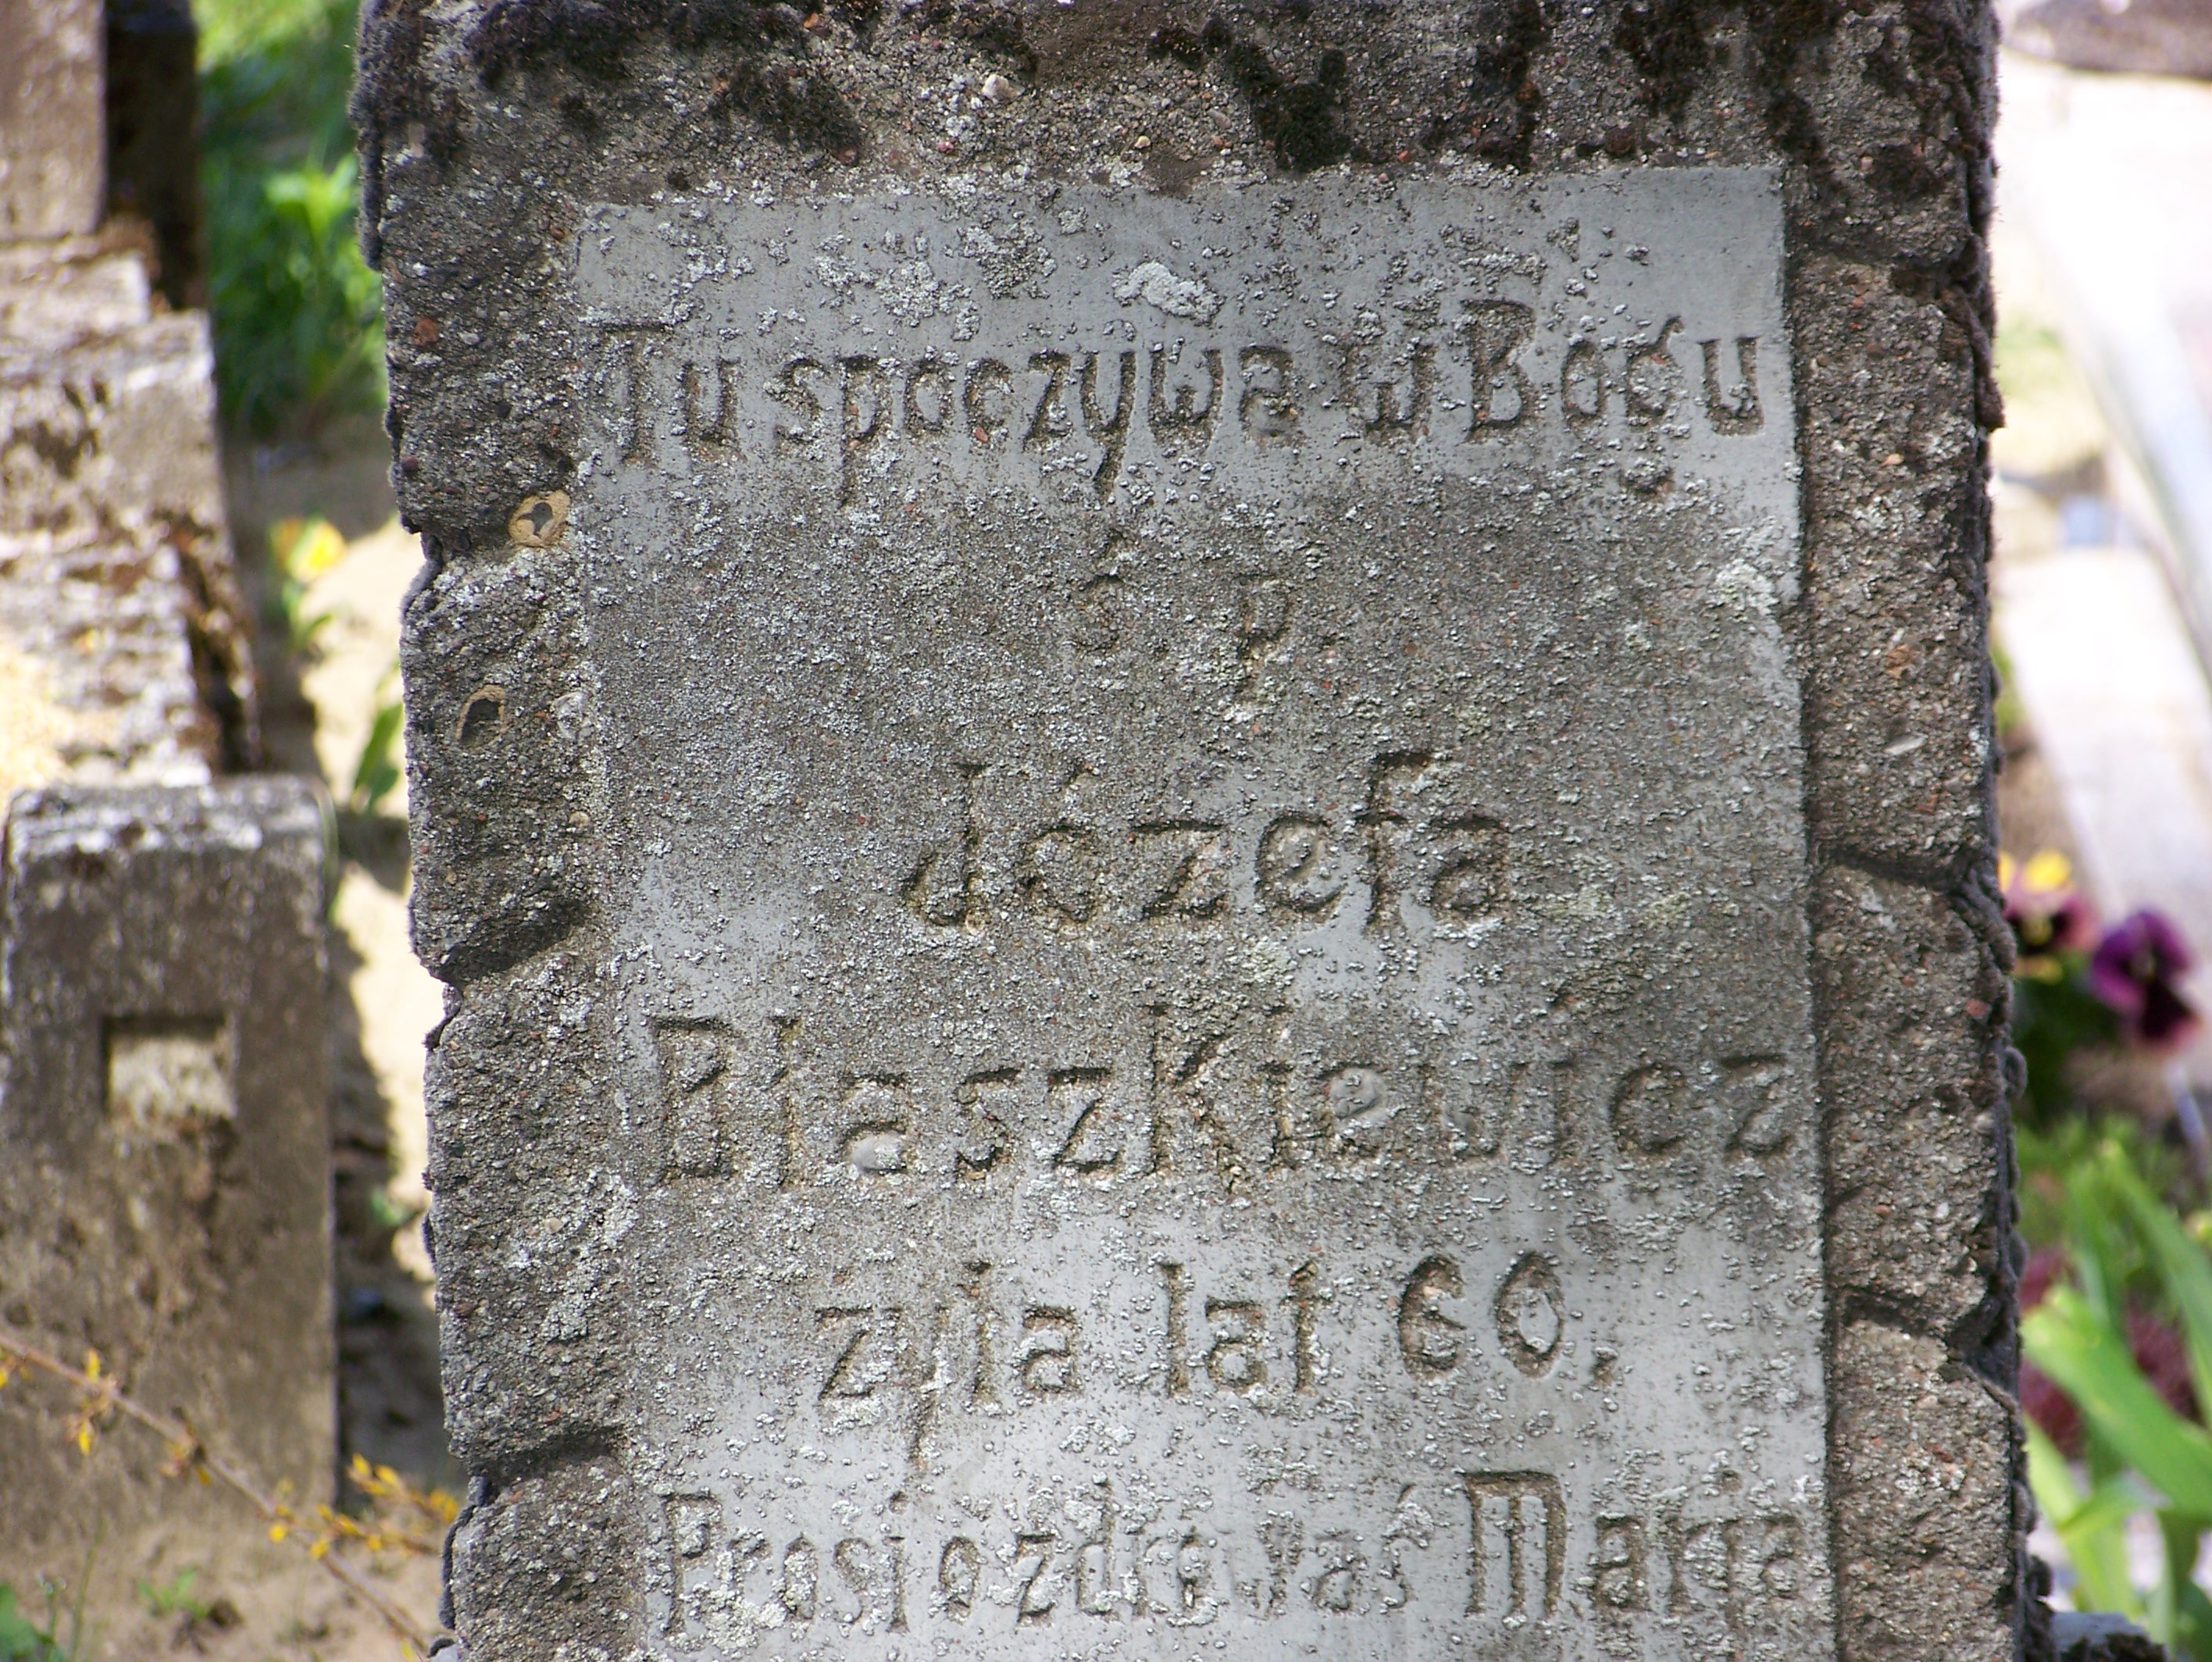 Tu spoczywa w Bogu
Ś. p.
Józefa
Błaszkiewicz
żyła lat 60,
Prosi o zdrowaś Marja